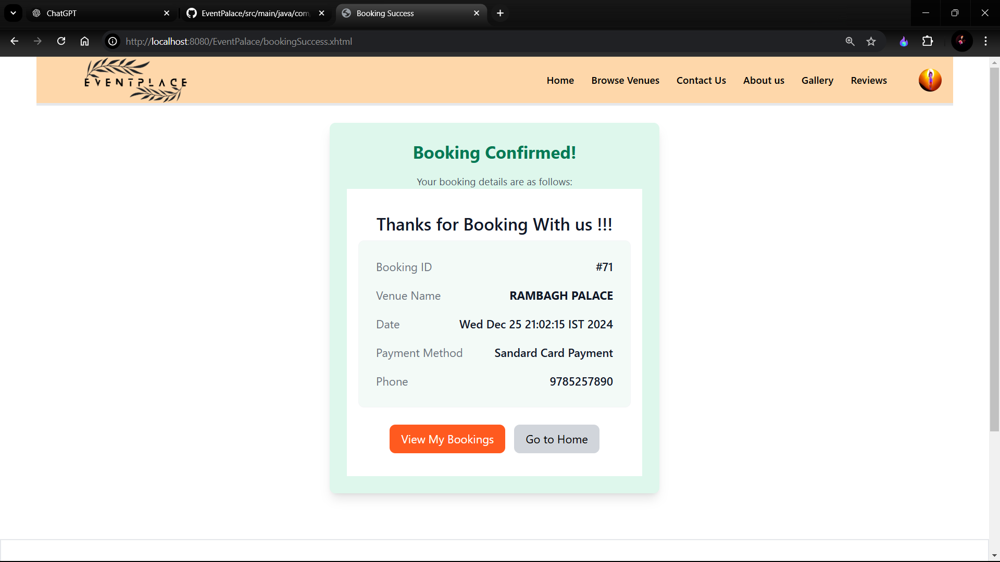 ChatGPT
EventPalace/src/main/java/com
Booking Success
http://localhost:8080/EventPalace/bookingSuccess.xhtml
EVENTPLACE
Home
Browse Venues
Contact Us
About us
Gallery
Reviews
Booking Confirmed!
Your booking details are as follows:
Thanks for Booking With us !!!
Booking ID #71
Venue Name RAMBAGH PALACE
Date Wed Dec 25 21:02:15 IST 2024
Payment Method Sandard Card Payment
Phone 9785257890
View My Bookings
Go to Home